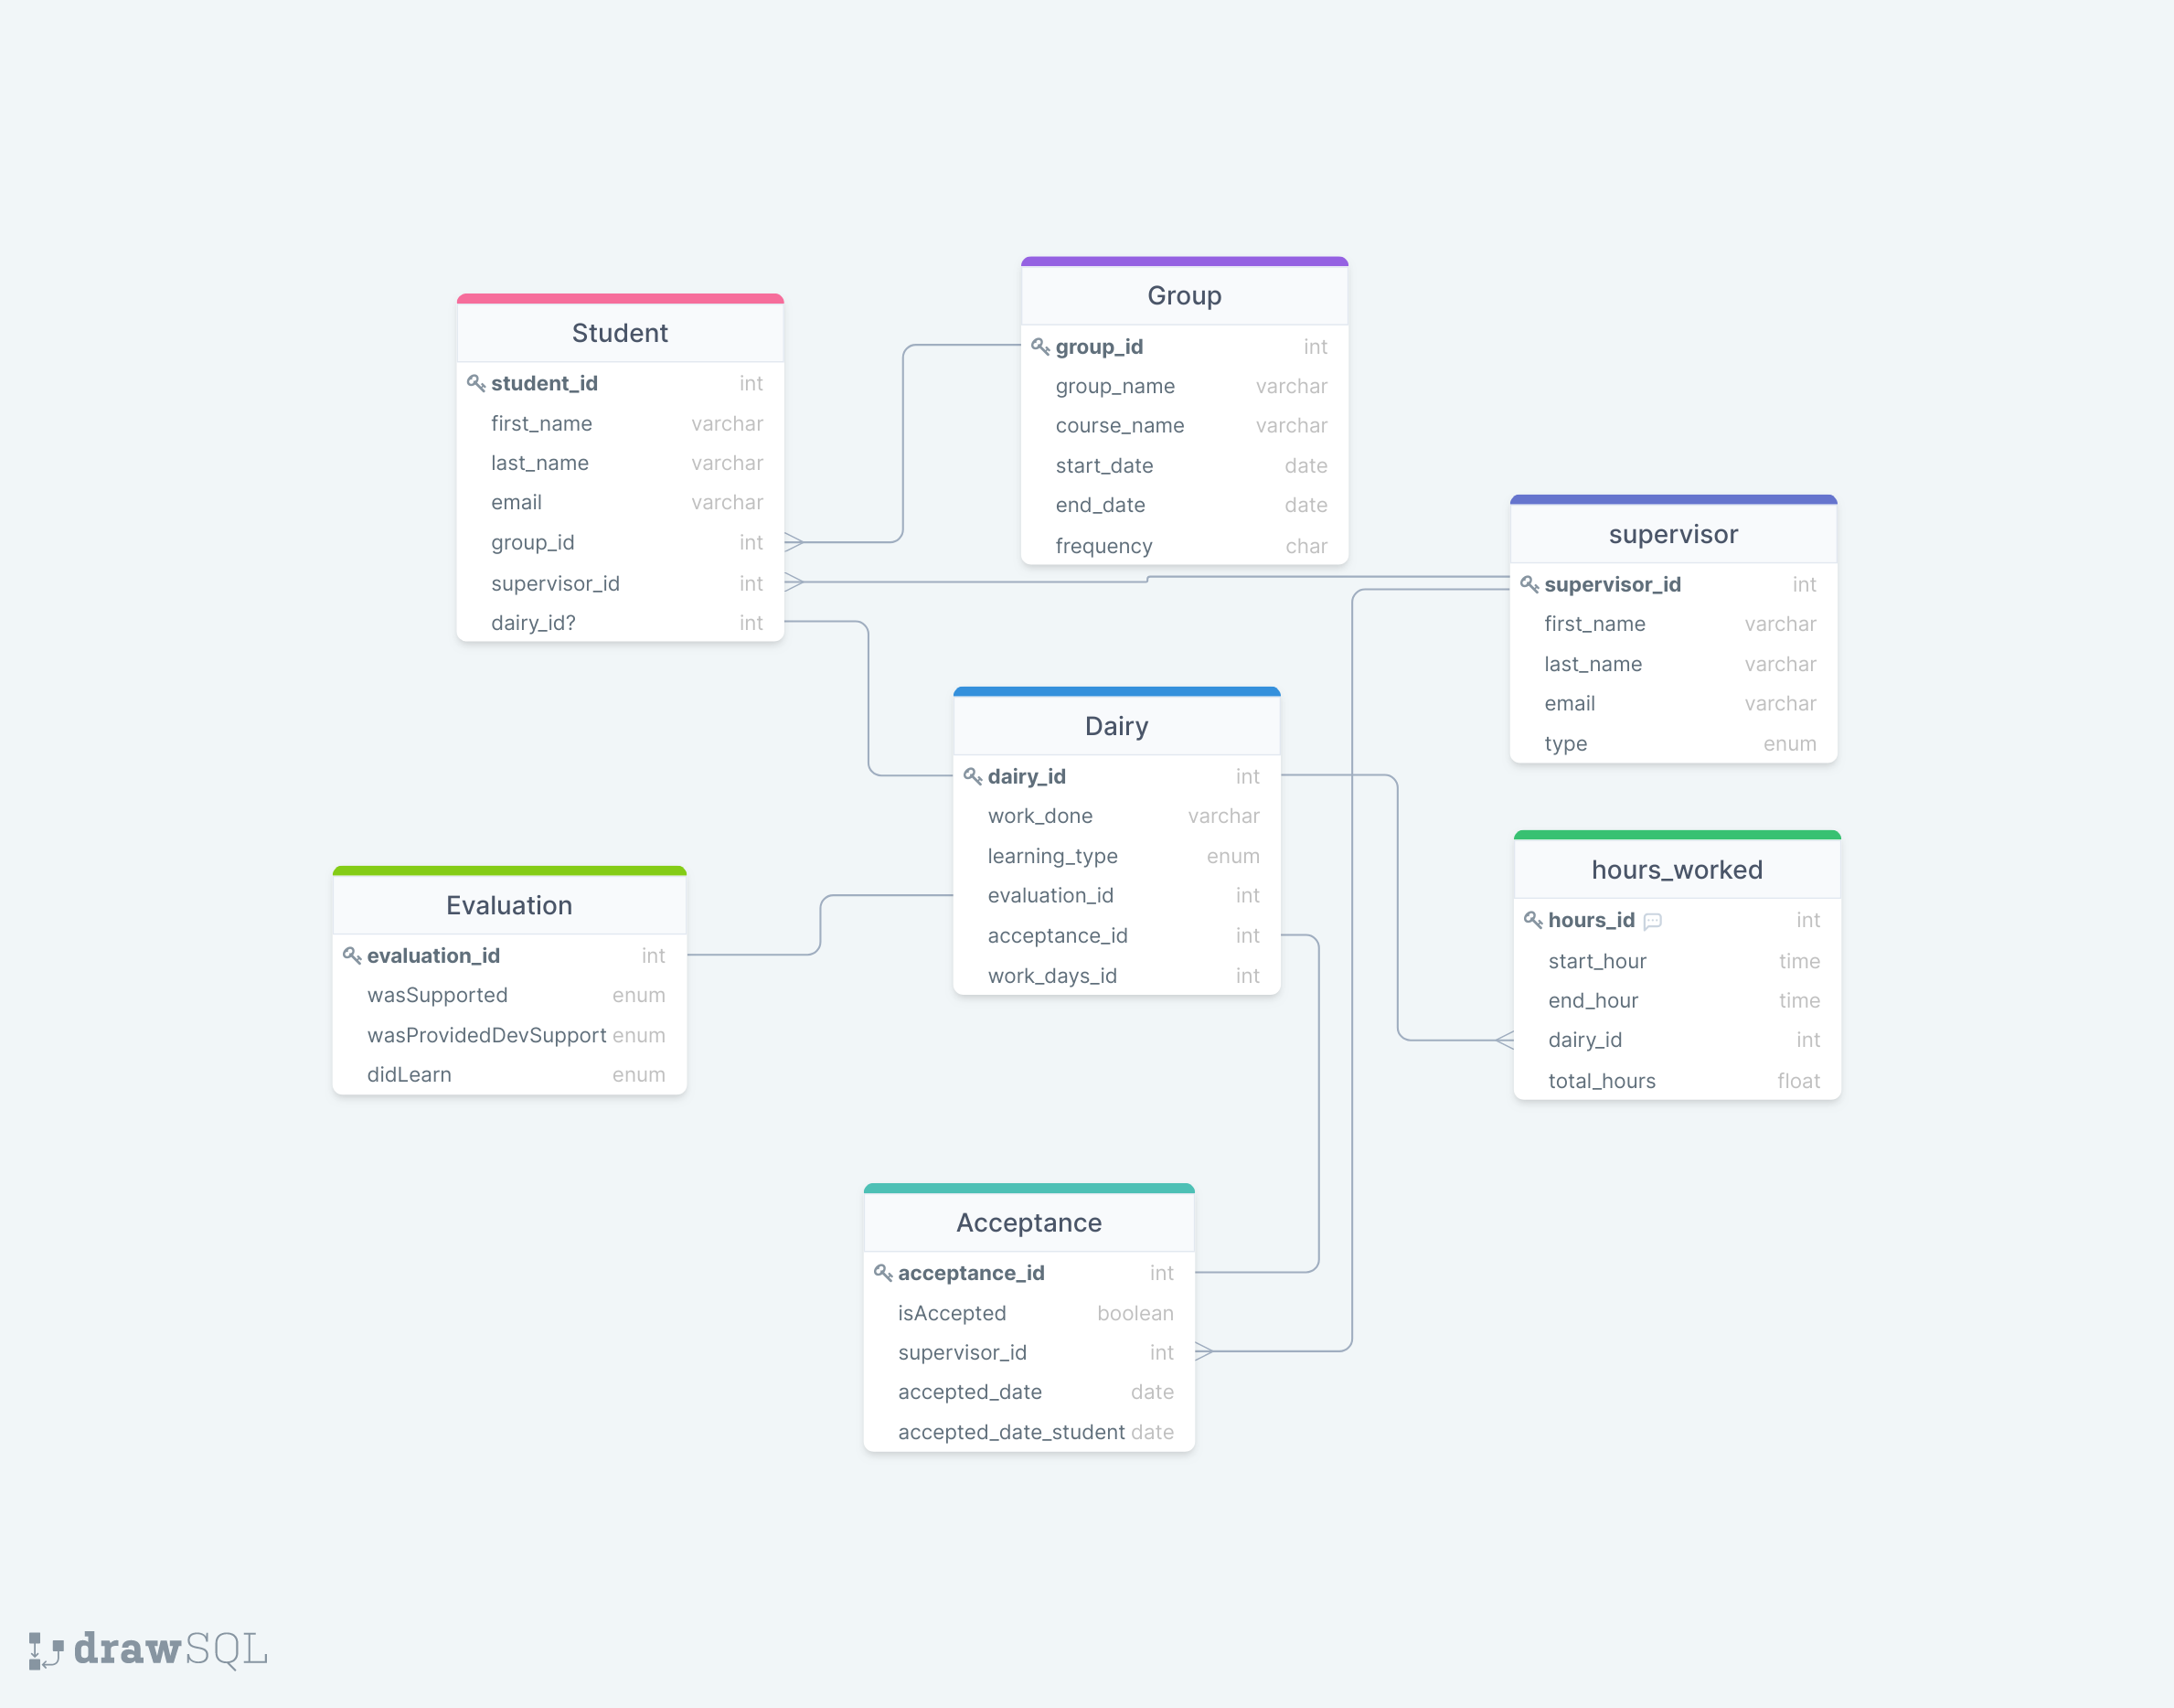 Student
student_id int
first_name varchar
last_name varchar
email varchar
group_id int
supervisor_id int
dairy_id? int
Group
group_id int
group_name varchar
course_name varchar
start_date date
end_date date
frequency char
supervisor
supervisor_id int
first_name varchar
last_name varchar
email varchar
type enum
Dairy
dairy_id int
work_done varchar
learning_type enum
evaluation_id int
acceptance_id int
work_days_id int
hours_worked
hours_id int
start_hour time
end_hour time
dairy_id int
total_hours float
Evaluation
evaluation_id int
wasSupported enum
wasProvidedDevSupport enum
didLearn enum
Acceptance
acceptance_id int
isAccepted boolean
supervisor_id int
accepted_date date
accepted_date_student date
drawSQL